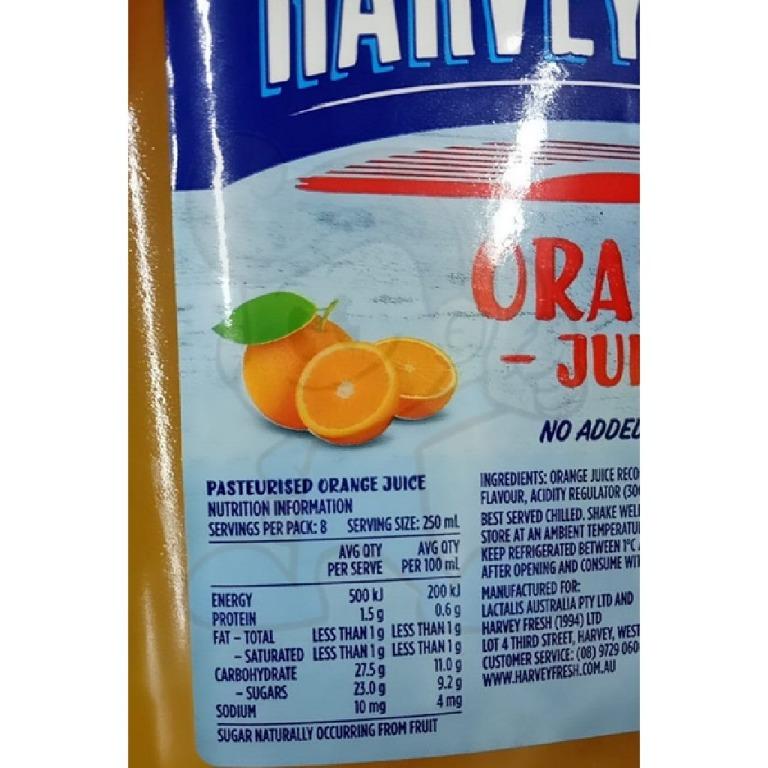 HARVEY
ORA
- JUI
NO ADDED
PASTEURISED ORANGE JUICE
NUTRITION INFORMATION
SERVINGS PER PACK: 8 SERVING SIZE: 250 mL
AVG QTY AVG QTY
PER SERVE PER 100 mL
ENERGY 500 kJ 200 kJ
PROTEIN 1.5 g 0.6 g
FAT – TOTAL LESS THAN 1 g LESS THAN 1 g
– SATURATED LESS THAN 1 g LESS THAN 1 g
CARBOHYDRATE 27.5 g 11.0 g
– SUGARS 23.0 g 9.2 g
SODIUM 10 mg 4 mg
SUGAR NATURALLY OCCURRING FROM FRUIT
INGREDIENTS: ORANGE JUICE RECO
FLAVOUR, ACIDITY REGULATOR (30
BEST SERVED CHILLED. SHAKE WEL
STORE AT AN AMBIENT TEMPERATU
KEEP REFRIGERATED BETWEEN 1°C
AFTER OPENING AND CONSUME WIT
MANUFACTURED FOR:
LACTALIS AUSTRALIA PTY LTD AND
HARVEY FRESH (1994) LTD
LOT 4 THIRD STREET, HARVEY, WEST
CUSTOMER SERVICE: (08) 9729 060
WWW.HARVEYFRESH.COM.AU